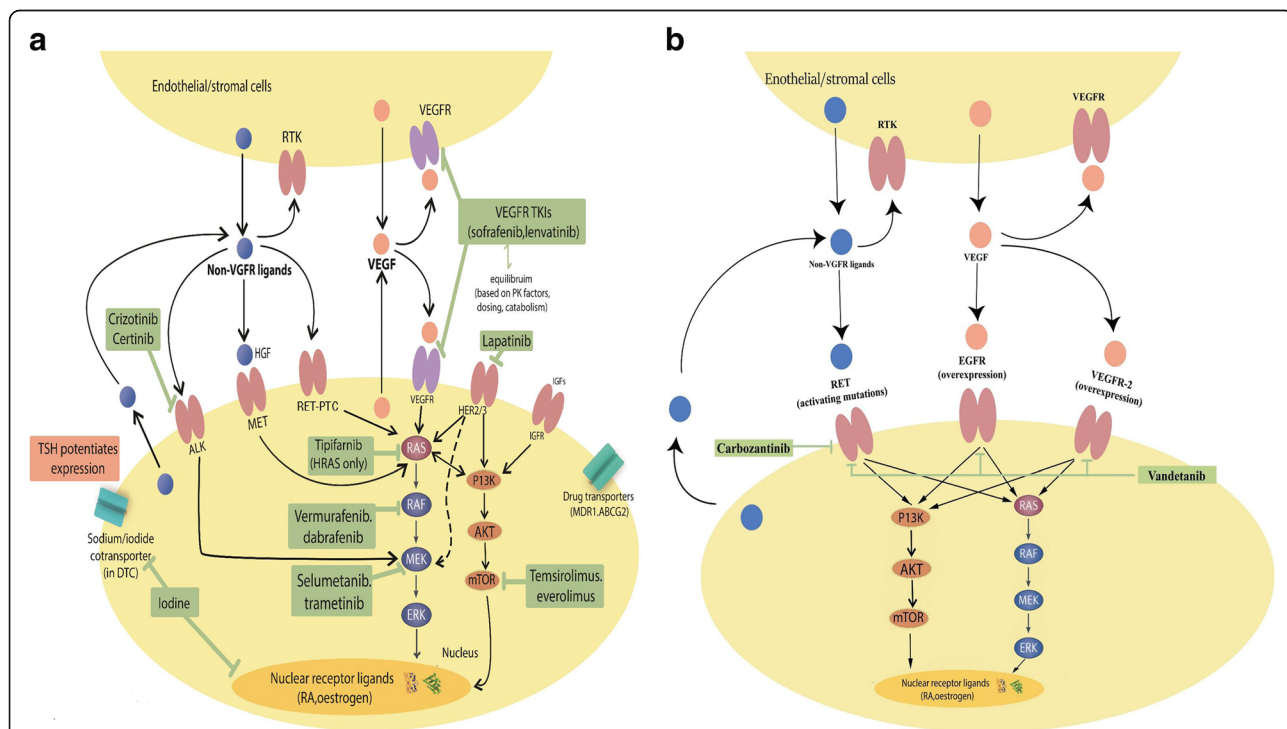 a
Endothelial/stromal cells
VEGFR
RTK
VEGFR TKIs
(sofrafenib,lenvatinib)
Non-VGFR ligands
VEGF
equilibruim
(based on PK factors,
dosing, catabolism)
Crizotinib
Certinib
HGF
Lapatinib
IGFs
MET
RET-PTC
VEGFR
HER2/3
IGFR
ALK
TSH potentiates
expression
Tipifarnib
(HRAS only)
RAS
P13K
Drug transporters
(MDR1.ABCG2)
Vermurafenib.
dabrafenib
RAF
AKT
Sodium/iodide
cotransporter
(in DTC)
MEK
Selumetanib.
trametinib
mTOR
Temsirolimus.
everolimus
Iodine
ERK
Nucleus
Nuclear receptor ligands
(RA,oestrogen)
b
Enothelial/stromal cells
VEGFR
RTK
Non-VGFR ligands
VEGF
RET
(activating mutations)
EGFR
(overexpression)
VEGFR-2
(overexpression)
Carbozantinib
Vandetanib
P13K
RAS
AKT
RAF
mTOR
MEK
ERK
Nuclear receptor ligands
(RA,oestrogen)